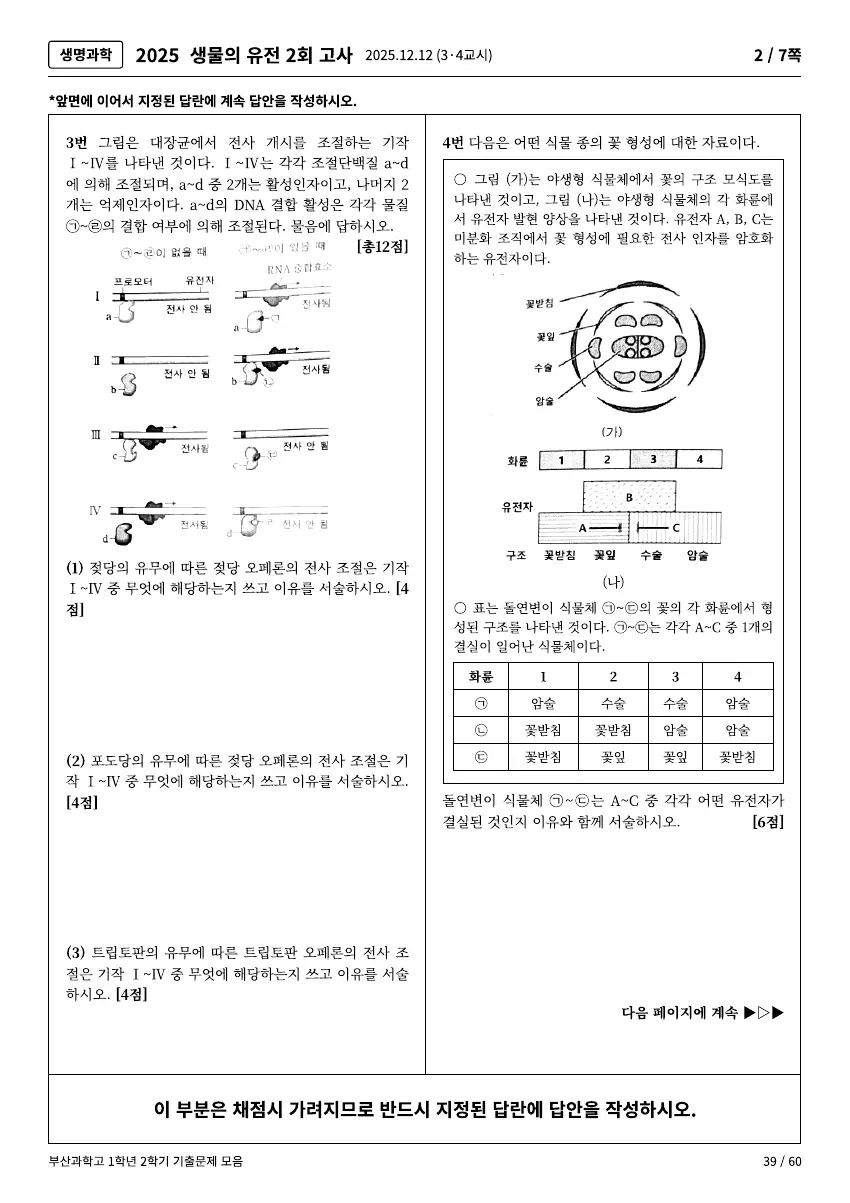 생명과학 2025 생물의 유전 2회 고사 2025.12.12 (3·4교시) 2 / 7쪽
*앞면에 이어서 지정된 답란에 계속 답안을 작성하시오.
3번 그림은 대장균에서 전사 개시를 조절하는 기작
Ⅰ~Ⅳ를 나타낸 것이다. Ⅰ~Ⅳ는 각각 조절단백질 a~d
에 의해 조절되며, a~d 중 2개는 활성인자이고, 나머지 2
개는 억제인자이다. a~d의 DNA 결합 활성은 각각 물질
㉠~㉣의 결합 여부에 의해 조절된다. 물음에 답하시오.
[총12점]
㉠~㉣이 없을 때 ㉠~㉣이 있을 때
RNA 중합효소
프로모터 유전자
Ⅰ 전사 안 됨 전사됨
a a ㉠
Ⅱ 전사 안 됨 전사됨
b b ㉡
Ⅲ 전사됨 전사 안 됨
c c ㉢
Ⅳ 전사됨 전사 안 됨
d d ㉣
(1) 젖당의 유무에 따른 젖당 오페론의 전사 조절은 기작
Ⅰ~Ⅳ 중 무엇에 해당하는지 쓰고 이유를 서술하시오. [4
점]
(2) 포도당의 유무에 따른 젖당 오페론의 전사 조절은 기
작 Ⅰ~Ⅳ 중 무엇에 해당하는지 쓰고 이유를 서술하시오.
[4점]
(3) 트립토판의 유무에 따른 트립토판 오페론의 전사 조
절은 기작 Ⅰ~Ⅳ 중 무엇에 해당하는지 쓰고 이유를 서술
하시오. [4점]
4번 다음은 어떤 식물 종의 꽃 형성에 대한 자료이다.
○ 그림 (가)는 야생형 식물체에서 꽃의 구조 모식도를
나타낸 것이고, 그림 (나)는 야생형 식물체의 각 화륜에
서 유전자 발현 양상을 나타낸 것이다. 유전자 A, B, C는
미분화 조직에서 꽃 형성에 필요한 전사 인자를 암호화
하는 유전자이다.
꽃받침
꽃잎
수술
암술
(가)
화륜 1 2 3 4
유전자 B
A C
구조 꽃받침 꽃잎 수술 암술
(나)
○ 표는 돌연변이 식물체 ㉠~㉢의 꽃의 각 화륜에서 형
성된 구조를 나타낸 것이다. ㉠~㉢는 각각 A~C 중 1개의
결실이 일어난 식물체이다.
화륜 1 2 3 4
㉠ 암술 수술 수술 암술
㉡ 꽃받침 꽃받침 암술 암술
㉢ 꽃받침 꽃잎 꽃잎 꽃받침
돌연변이 식물체 ㉠~㉢는 A~C 중 각각 어떤 유전자가
결실된 것인지 이유와 함께 서술하시오. [6점]
다음 페이지에 계속 ▶▷▶
이 부분은 채점시 가려지므로 반드시 지정된 답란에 답안을 작성하시오.
부산과학고 1학년 2학기 기출문제 모음 39 / 60